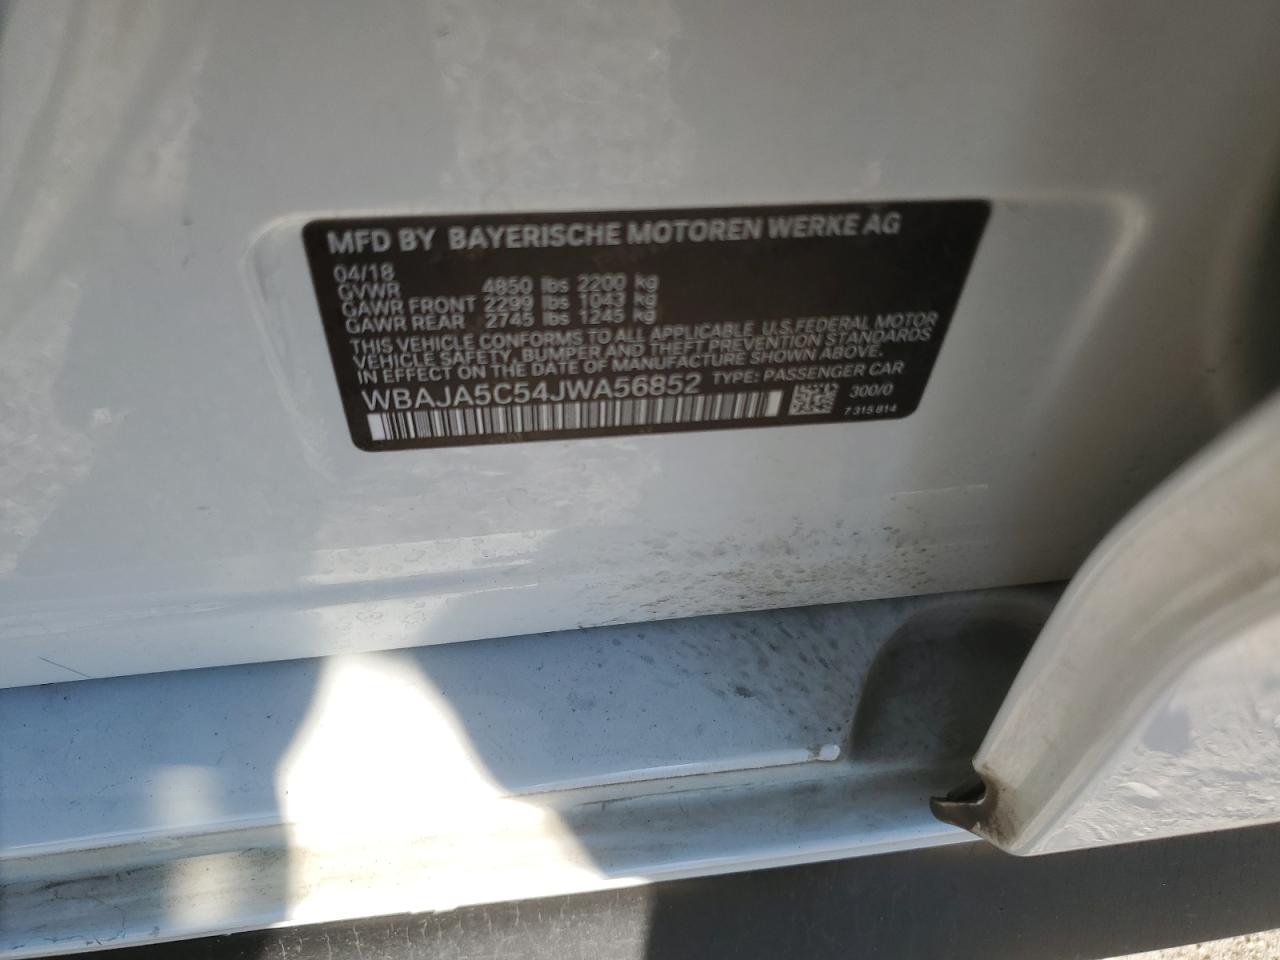 MFD BY BAYERISCHE MOTOREN WERKE AG
04/18
GVWR 4850 lbs 2200 kg
GAWR FRONT 2299 lbs 1043 kg
GAWR REAR 2745 lbs 1245 kg
THIS VEHICLE CONFORMS TO ALL APPLICABLE U.S. FEDERAL MOTOR
VEHICLE SAFETY, BUMPER AND THEFT PREVENTION STANDARDS
IN EFFECT ON THE DATE OF MANUFACTURE SHOWN ABOVE.
WBAJA5C54JWA56852 TYPE: PASSENGER CAR
300/0
7 315 814